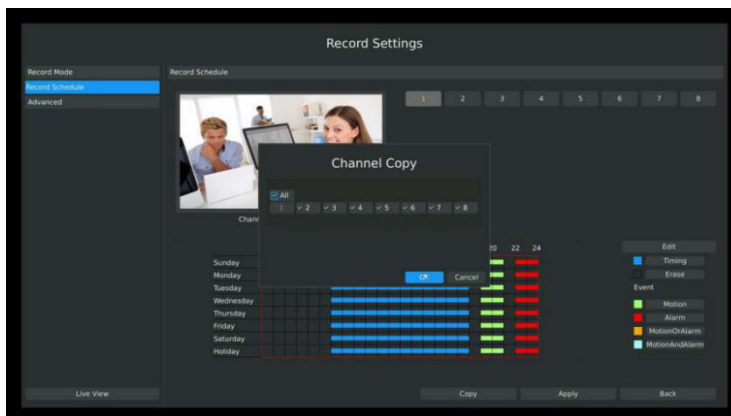 Record Settings
Record Mode
Record Schedule
Record Schedule
Advanced
1 2 3 4 5 6 7 8
Channel Copy
All
1 2 3 4 5 6 7 8
OK Cancel
20 22 24
Sunday
Monday
Tuesday
Wednesday
Thursday
Friday
Saturday
Holiday
Edit
Timing
Erase
Event
Motion
Alarm
MotionOrAlarm
MotionAndAlarm
Live View
Copy Apply Back